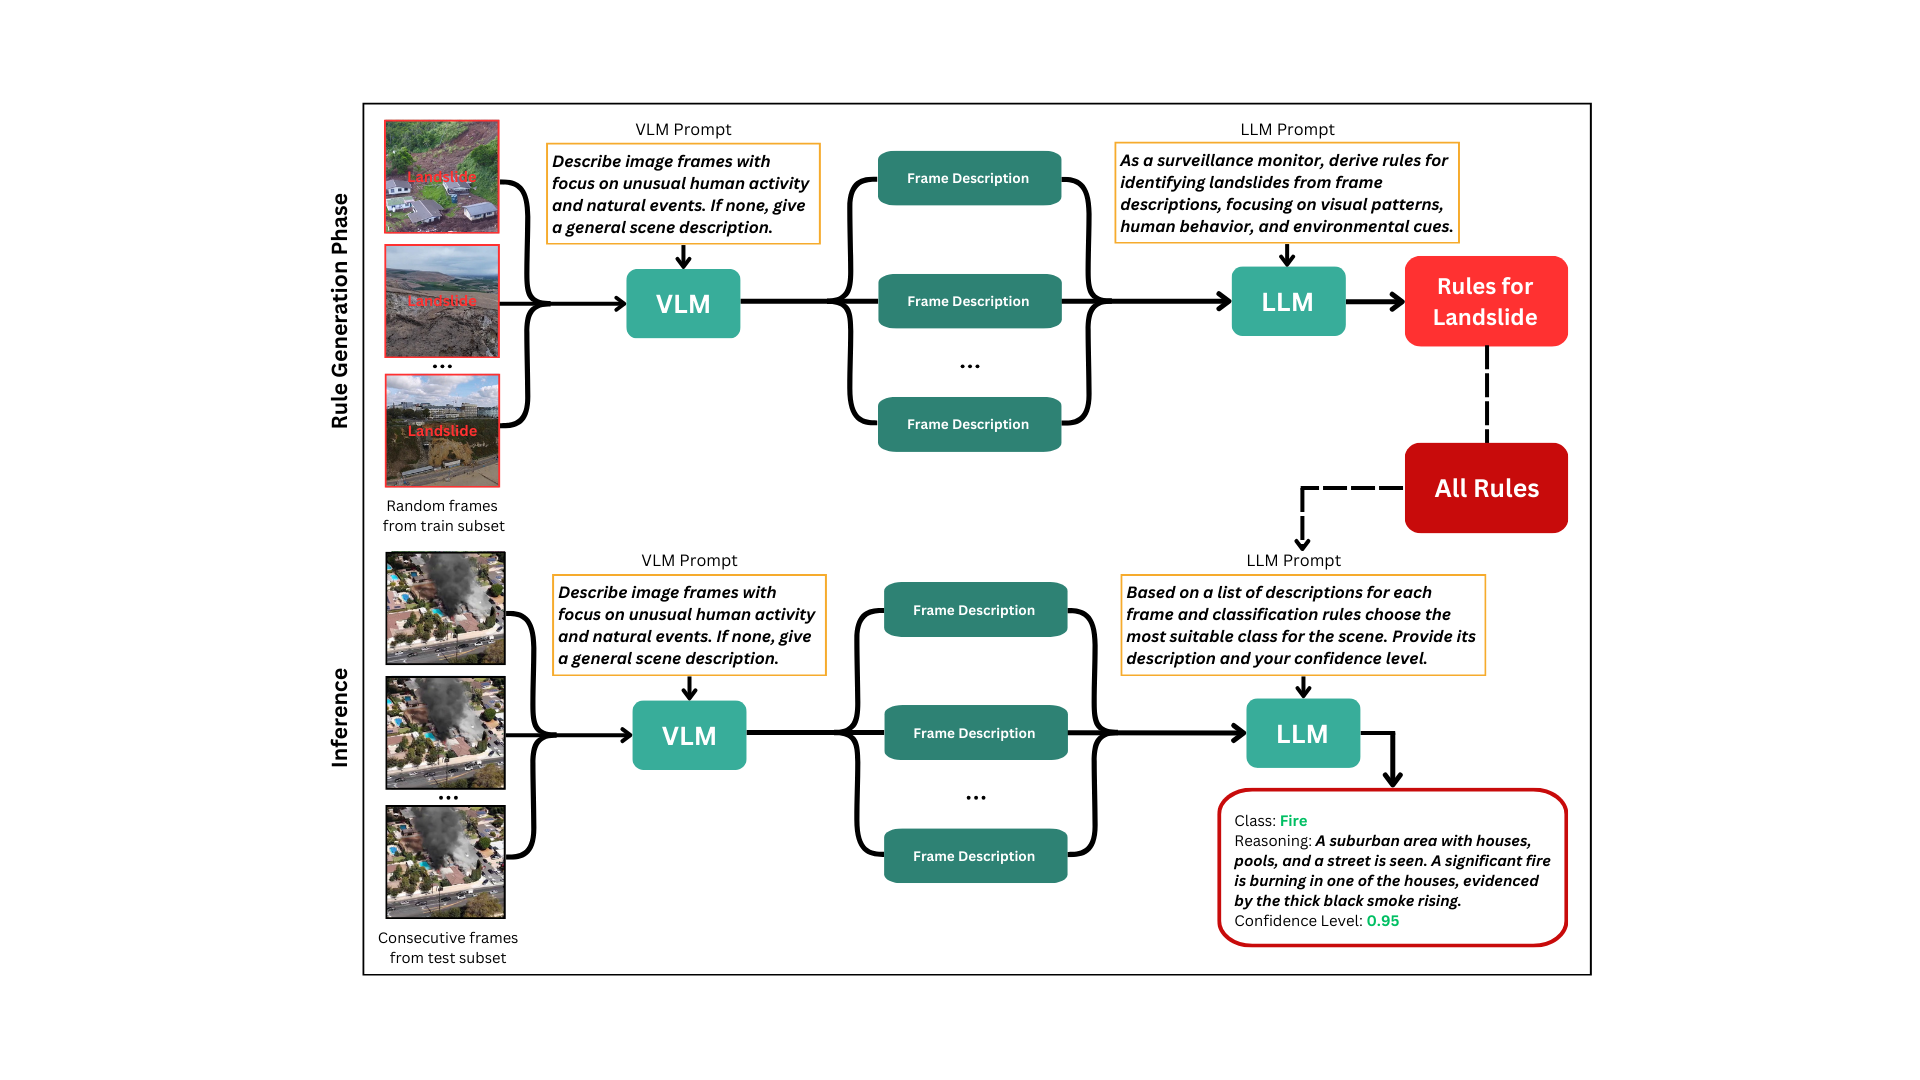 Rule Generation Phase
Landslide
Landslide
...
Landslide
Random frames
from train subset
VLM Prompt
Describe image frames with
focus on unusual human activity
and natural events. If none, give
a general scene description.
VLM
Frame Description
Frame Description
...
Frame Description
LLM Prompt
As a surveillance monitor, derive rules for
identifying landslides from frame
descriptions, focusing on visual patterns,
human behavior, and environmental cues.
LLM
Rules for
Landslide
All Rules
Inference
...
Consecutive frames
from test subset
VLM Prompt
Describe image frames with
focus on unusual human activity
and natural events. If none, give
a general scene description.
VLM
Frame Description
Frame Description
...
Frame Description
LLM Prompt
Based on a list of descriptions for each
frame and classification rules choose the
most suitable class for the scene. Provide its
description and your confidence level.
LLM
Class: Fire
Reasoning: A suburban area with houses,
pools, and a street is seen. A significant fire
is burning in one of the houses, evidenced
by the thick black smoke rising.
Confidence Level: 0.95